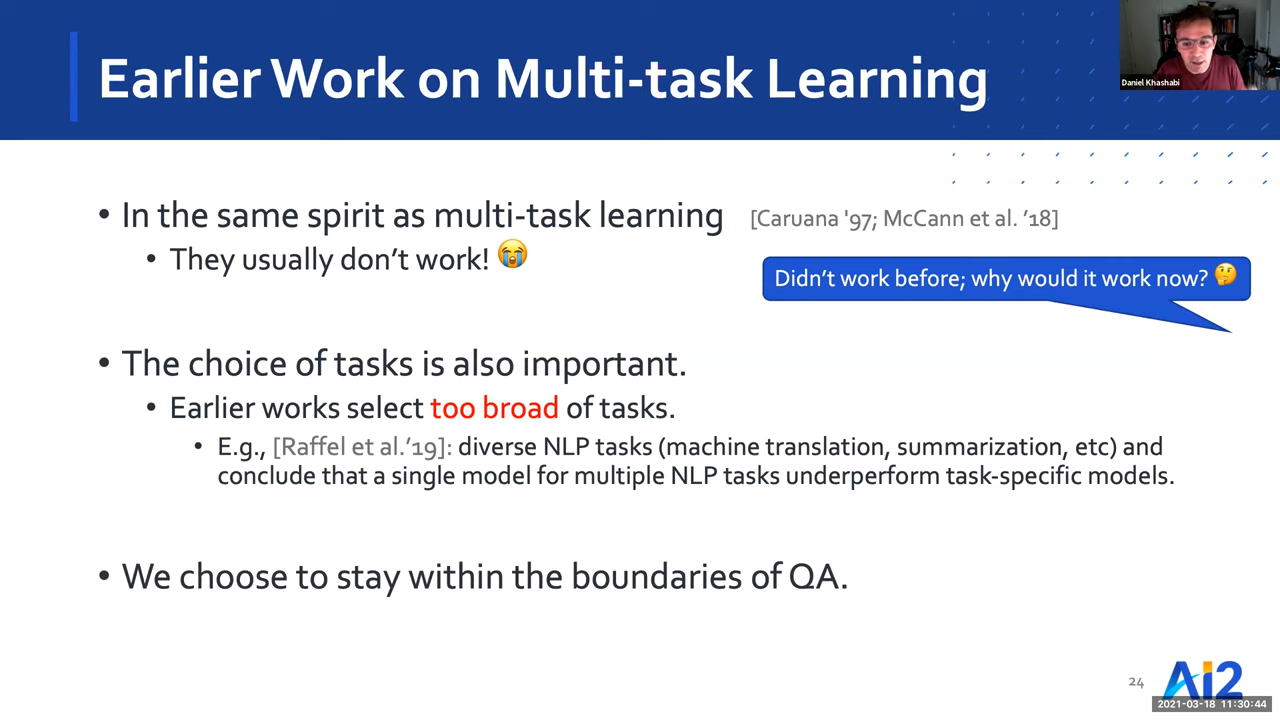 Earlier Work on Multi-task Learning
Daniel Khashabi
• In the same spirit as multi-task learning [Caruana '97; McCann et al. ’18]
• They usually don’t work! 😭
Didn’t work before; why would it work now? 🤔
• The choice of tasks is also important.
• Earlier works select too broad of tasks.
• E.g., [Raffel et al.’19]: diverse NLP tasks (machine translation, summarization, etc) and
conclude that a single model for multiple NLP tasks underperform task-specific models.
• We choose to stay within the boundaries of QA.
24
AI2
2021-03-18 11:30:44